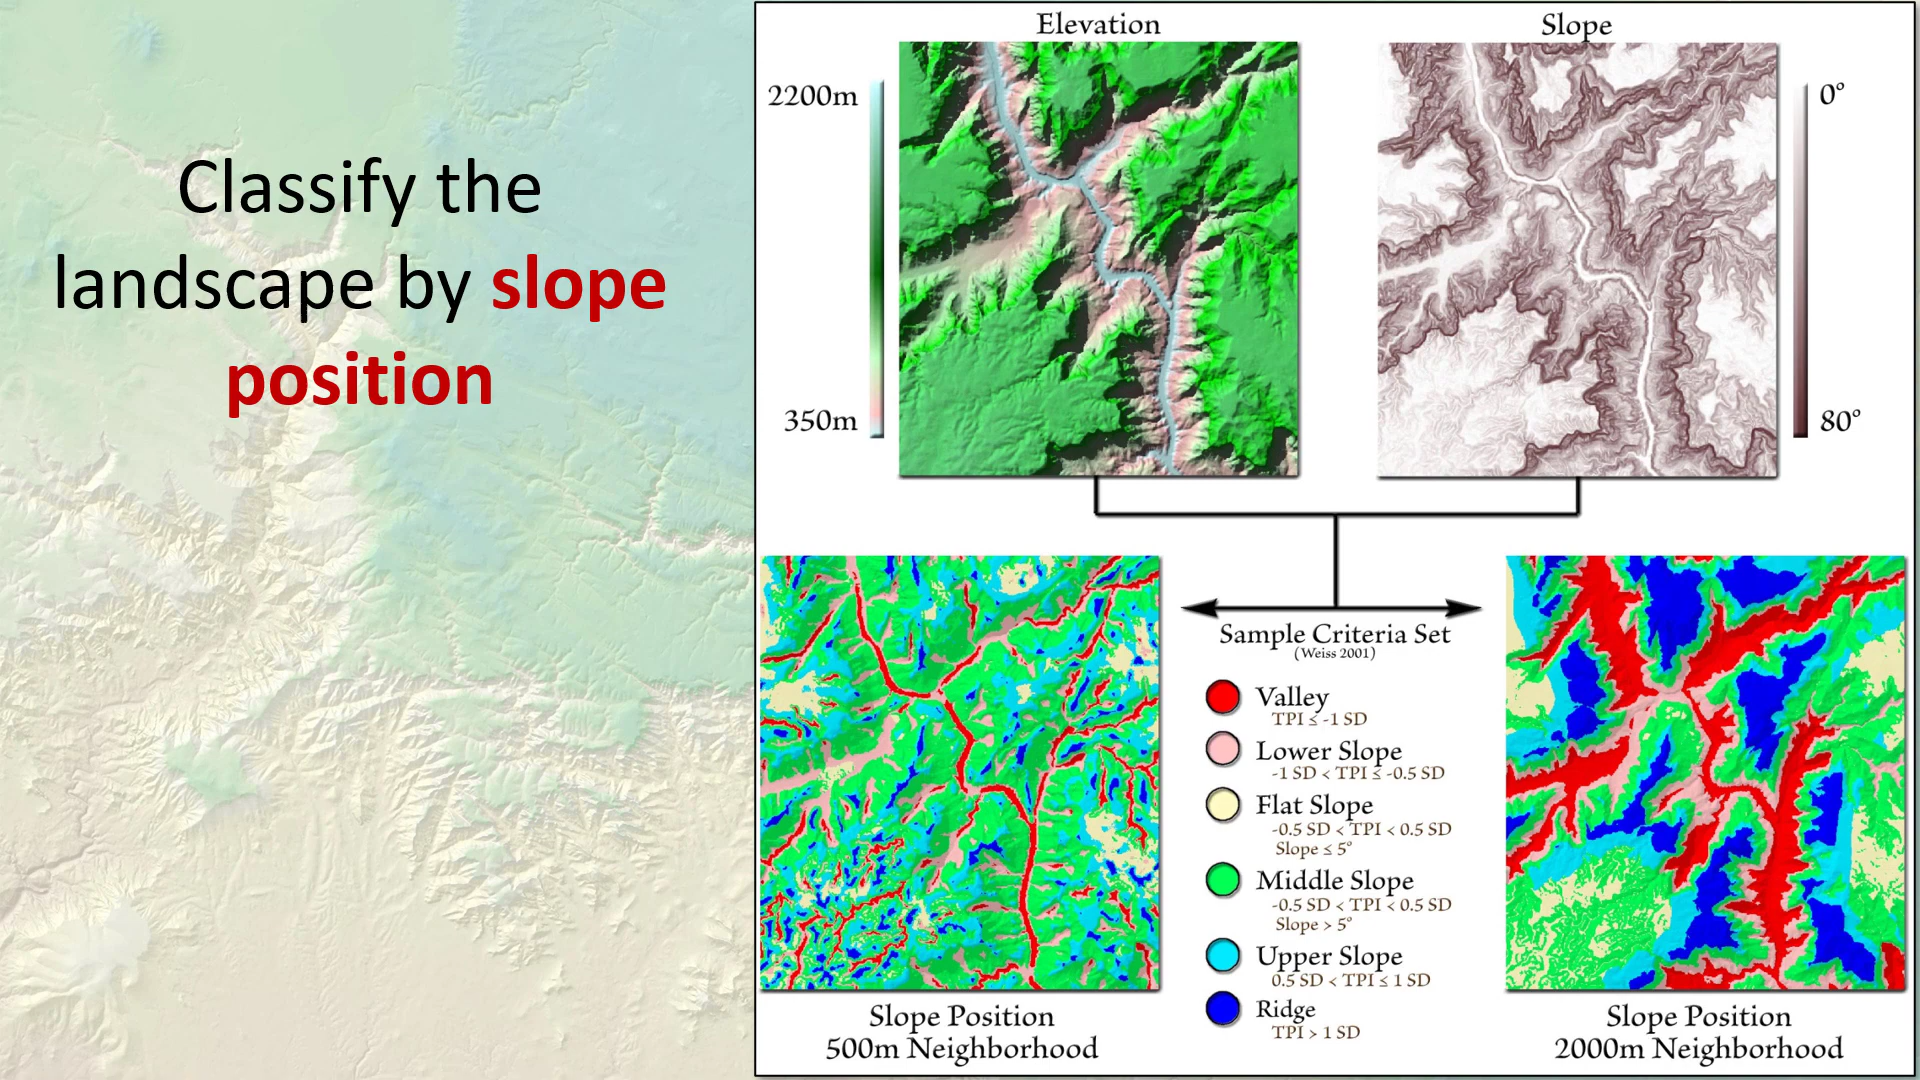 Classify the
landscape by slope
position
Elevation
2200m
350m
Slope
0°
80°
Sample Criteria Set
(Weiss 2001)
Valley
TPI ≤ -1 SD
Lower Slope
-1 SD < TPI ≤ -0.5 SD
Flat Slope
-0.5 SD < TPI < 0.5 SD
Slope ≤ 5°
Middle Slope
-0.5 SD < TPI < 0.5 SD
Slope > 5°
Upper Slope
0.5 SD < TPI ≤ 1 SD
Ridge
TPI > 1 SD
Slope Position
500m Neighborhood
Slope Position
2000m Neighborhood